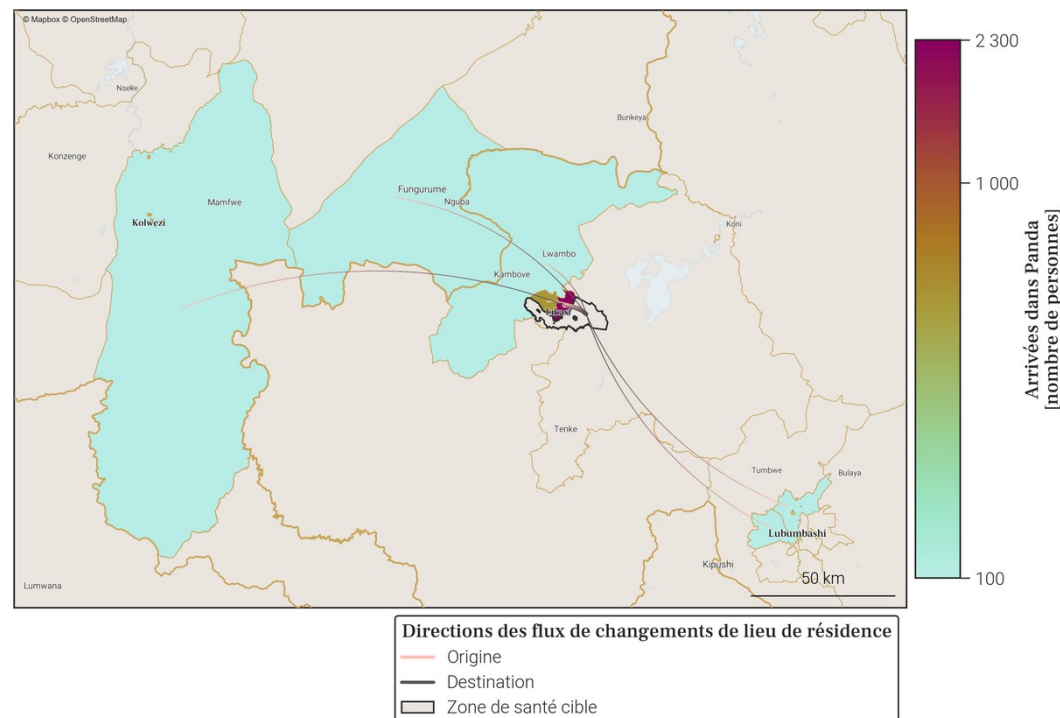 © Mapbox © OpenStreetMap
Nseke
Bunkeya
Konzenge
Mamfwe
Fungurume
Nguba
Kolwezi
Koni
Lwambo
Kambove
Likasi
Tenke
Tumbwe
Bulaya
Lubumbashi
Kipushi
Lumwana
50 km
2 300
1 000
100
Arrivées dans Panda
[nombre de personnes]
Directions des flux de changements de lieu de résidence
Origine
Destination
Zone de santé cible